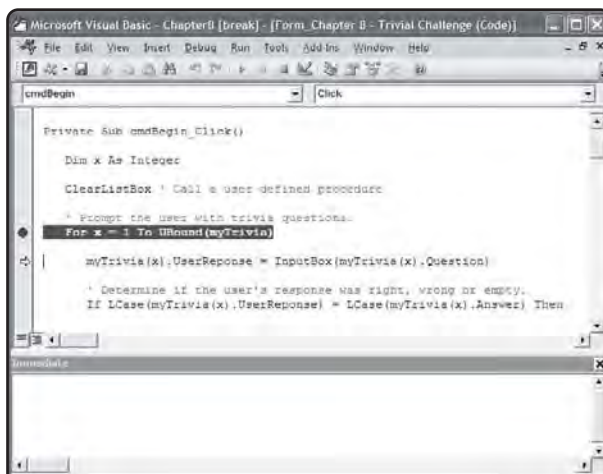 Microsoft Visual Basic - Chapter8 [break] - [Form_Chapter 8 - Trivial Challenge (Code)]
File Edit View Insert Debug Run Tools Add-Ins Window Help
cmdBegin Click
Private Sub cmdBegin_Click()
Dim x As Integer
ClearListBox ' Call a user defined procedure
' Prompt the user with trivia questions.
For x = 1 To UBound(myTrivia)
myTrivia(x).UserReponse = InputBox(myTrivia(x).Question)
' Determine if the user's response was right, wrong or empty.
If LCase(myTrivia(x).UserReponse) = LCase(myTrivia(x).Answer) Then
Immediate